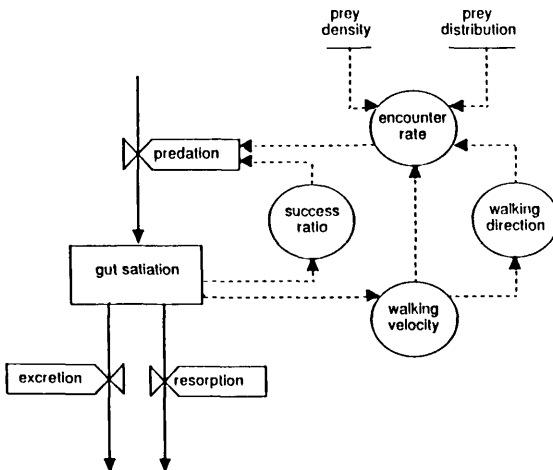 prey
density
prey
distribution
encounter
rate
predation
success
ratio
walking
direction
gut satiation
walking
velocity
excretion
resorption